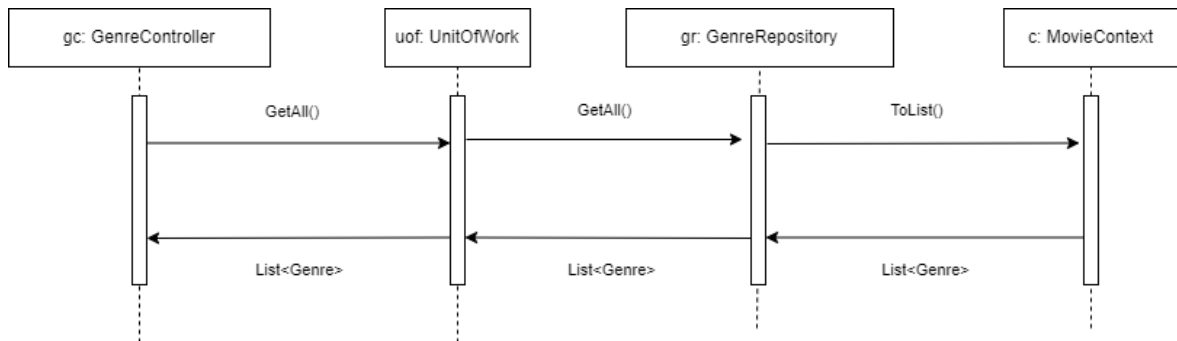 gc: GenreController
uof: UnitOfWork
gr: GenreRepository
c: MovieContext
GetAll()
GetAll()
ToList()
List<Genre>
List<Genre>
List<Genre>